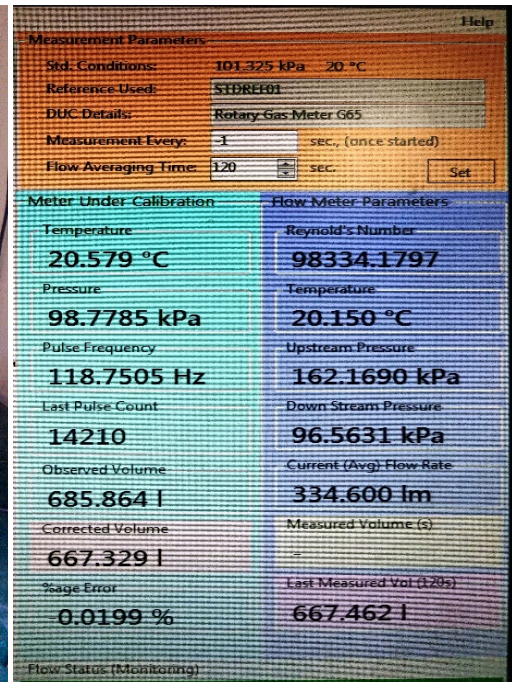 Help
Measurement Parameters
Std. Conditions: 101.325 kPa 20 °C
Reference Used: STDREF01
DUC Details: Rotary Gas Meter G65
Measurement Every: -1 sec., (once started)
Flow Averaging Time: 120 sec. Set
Meter Under Calibration
Temperature
20.579 °C
Pressure
98.7785 kPa
Pulse Frequency
118.7505 Hz
Last Pulse Count
14210
Observed Volume
685.864 l
Corrected Volume
667.329 l
%age Error
-0.0199 %
Flow Meter Parameters
Reynold's Number
98334.1797
Temperature
20.150 °C
Upstream Pressure
162.1690 kPa
Down Stream Pressure
96.5631 kPa
Current (Avg) Flow Rate
334.600 lm
Measured Volume (s)
-
Last Measured Vol (120s)
667.462 l
Flow Status (Monitoring)